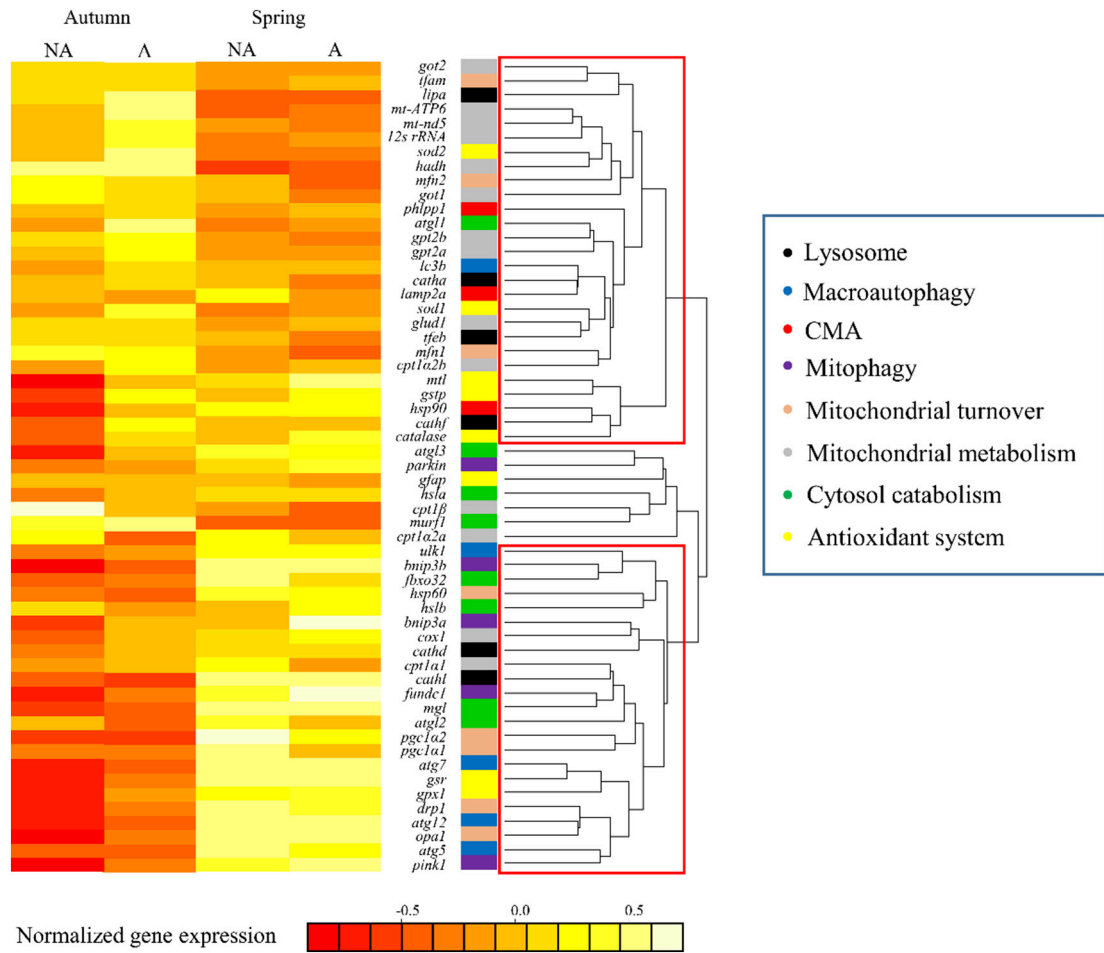 Autumn Spring
NA Λ NA A
got2
tfam
lipa
mt-ATP6
mt-nd5
12s rRNA
sod2
hadh
mfn2
got1
phlpp1
atgl1
gpt2b
gpt2a
lc3b
catha
lamp2a
sod1
glud1
tfeb
mfn1
cpt1α2b
mtl
gstp
hsp90
cathf
catalase
atgl3
parkin
gfap
hsla
cpt1β
murf1
cpt1α2a
ulk1
bnip3b
fbxo32
hsp60
hslb
bnip3a
cox1
cathd
cpt1α1
cathl
fundc1
mgl
atgl2
pgc1α2
pgc1α1
atg7
gsr
gpx1
drp1
atg12
opa1
atg5
pink1
Lysosome
Macroautophagy
CMA
Mitophagy
Mitochondrial turnover
Mitochondrial metabolism
Cytosol catabolism
Antioxidant system
-0.5 0.0 0.5
Normalized gene expression